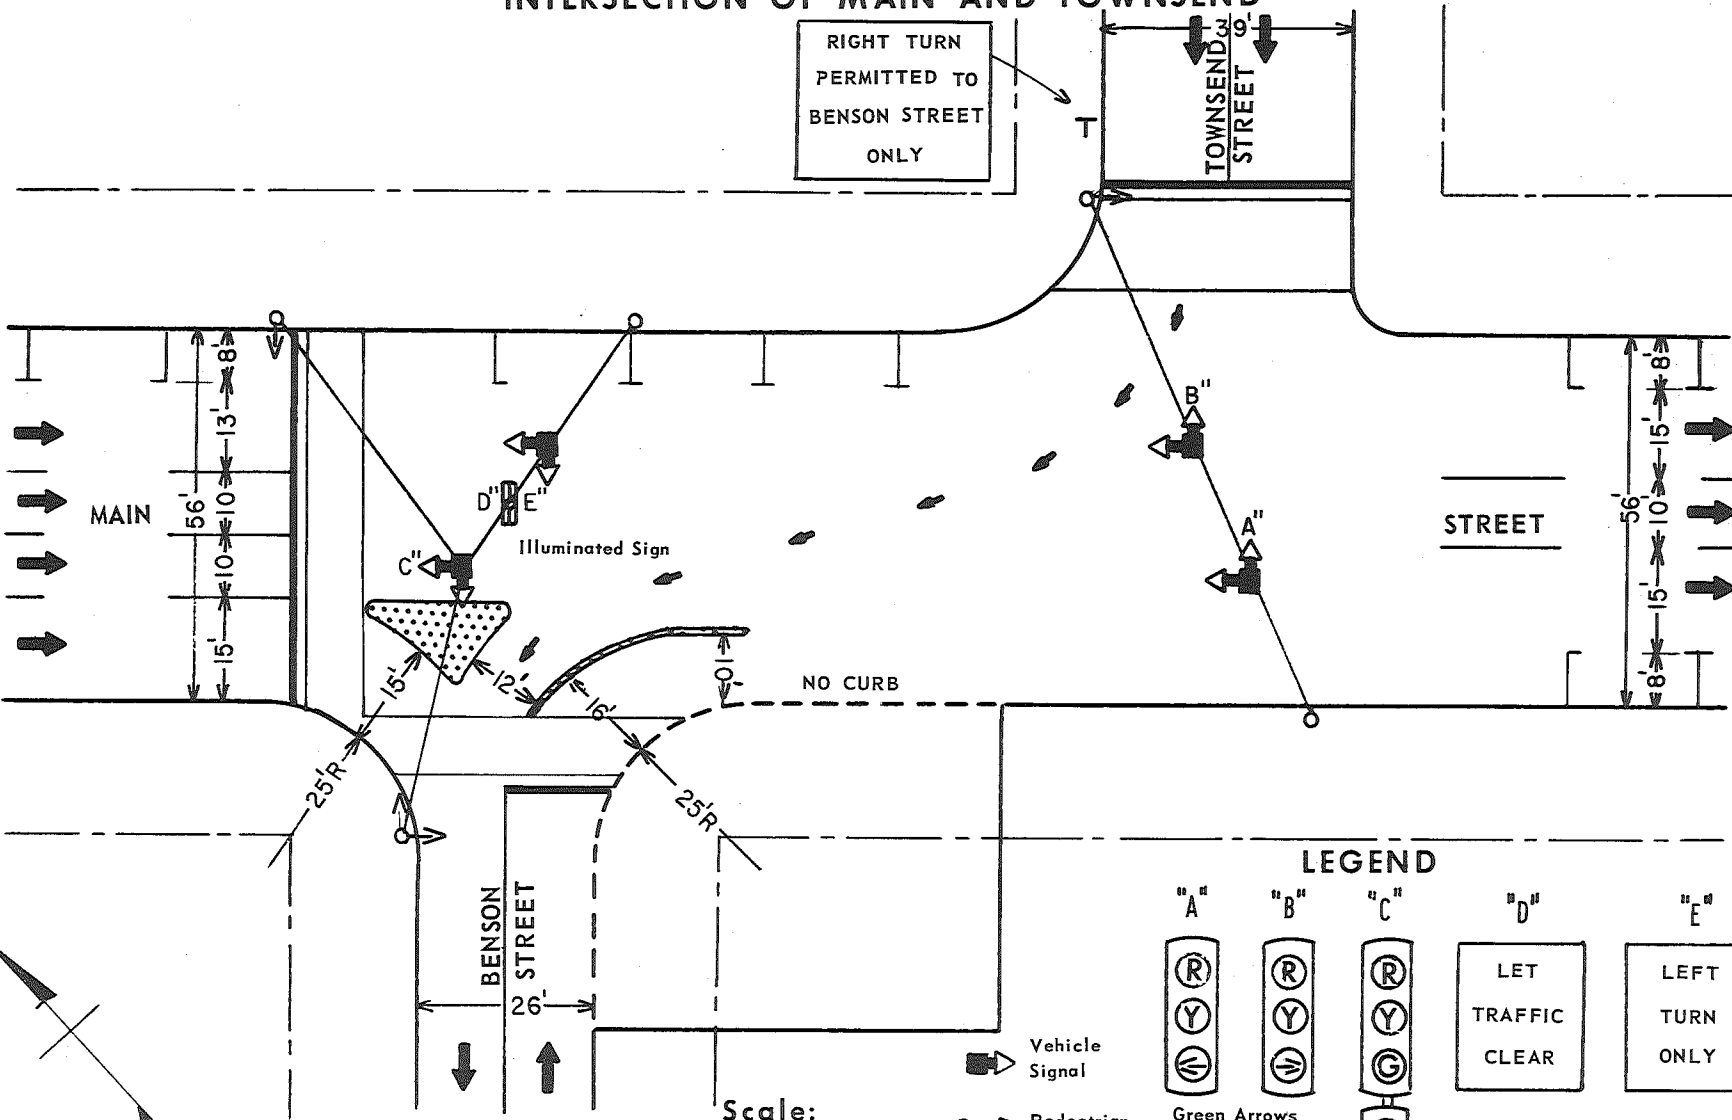 INTERSECTION OF MAIN AND TOWNSEND
RIGHT TURN
PERMITTED TO
BENSON STREET
ONLY
39'
TOWNSEND
STREET
T
8'
13'
56'
10'
10'
15'
MAIN
D" E"
C"
Illuminated Sign
B"
A"
STREET
8'
15'
56'
10'
15'
8'
15'
12'
16'
10'
NO CURB
25'R
25'R
BENSON
STREET
26'
LEGEND
"A" "B" "C" "D" "E"
R R R
Y Y Y
G
LET
TRAFFIC
CLEAR
LEFT
TURN
ONLY
Vehicle
Signal
Pedestrian
Green Arrows
Scale: